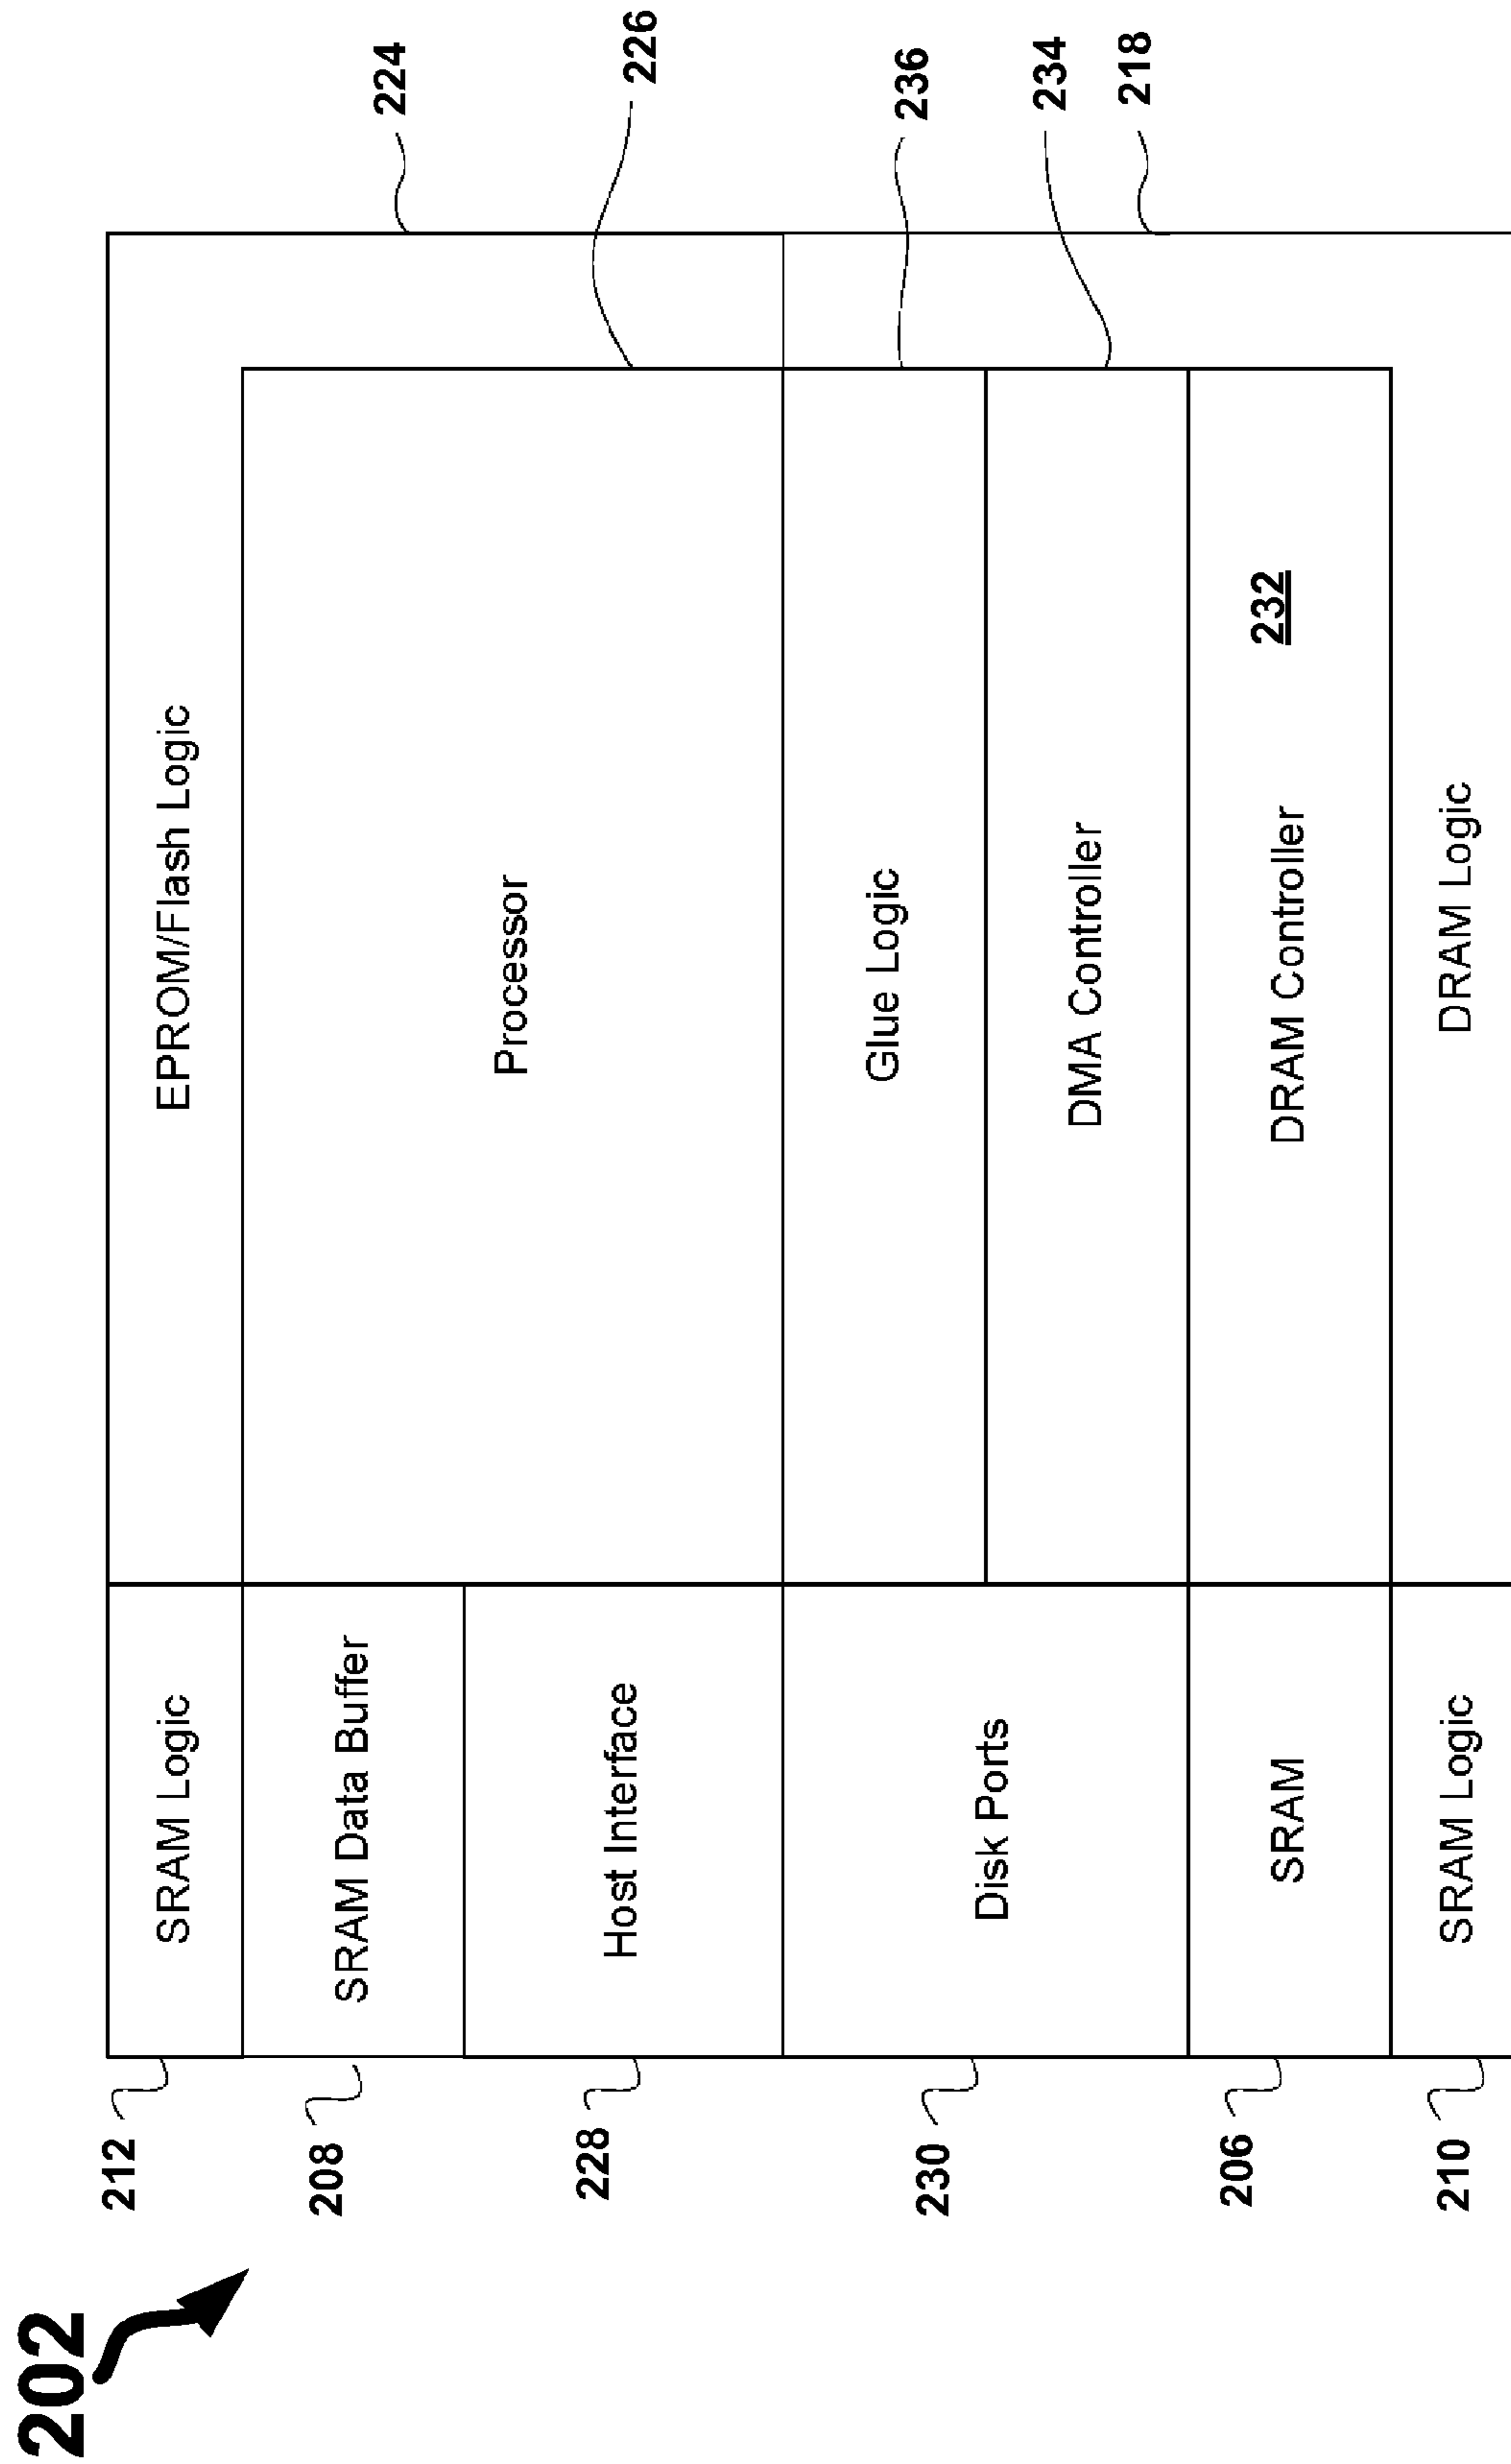 202
212
SRAM Logic
EPROM/Flash Logic
224
208
SRAM Data Buffer
Processor
226
228
Host Interface
230
Disk Ports
Glue Logic
236
DMA Controller
234
206
SRAM
DRAM Controller
232
218
210
SRAM Logic
DRAM Logic